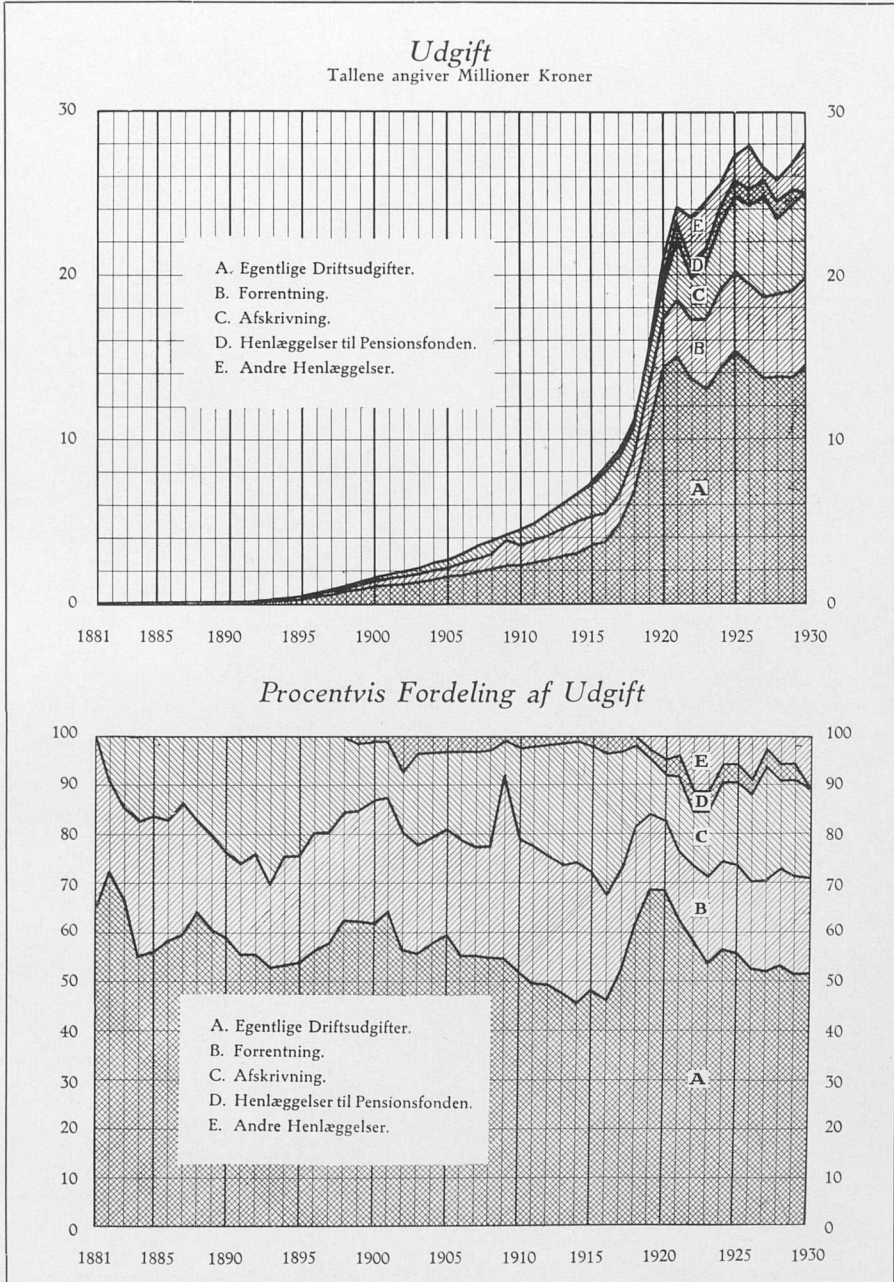 Udgift
Tallene angiver Millioner Kroner
30 30
A. Egentlige Driftsudgifter.
B. Forrentning.
C. Afskrivning.
D. Henlæggelser til Pensionsfonden.
E. Andre Henlæggelser.
E
D
20 20
C
B
10 10
A
0 0
1881 1885 1890 1895 1900 1905 1910 1915 1920 1925 1930
Procentvis Fordeling af Udgift
100 100
E
90 90
D
80 80
C
70 70
B
60 60
50 50
A. Egentlige Driftsudgifter.
40 40
B. Forrentning.
C. Afskrivning.
30 A 30
D. Henlæggelser til Pensionsfonden.
20 20
E. Andre Henlæggelser.
10 10
0 0
1881 1885 1890 1895 1900 1905 1910 1915 1920 1925 1930